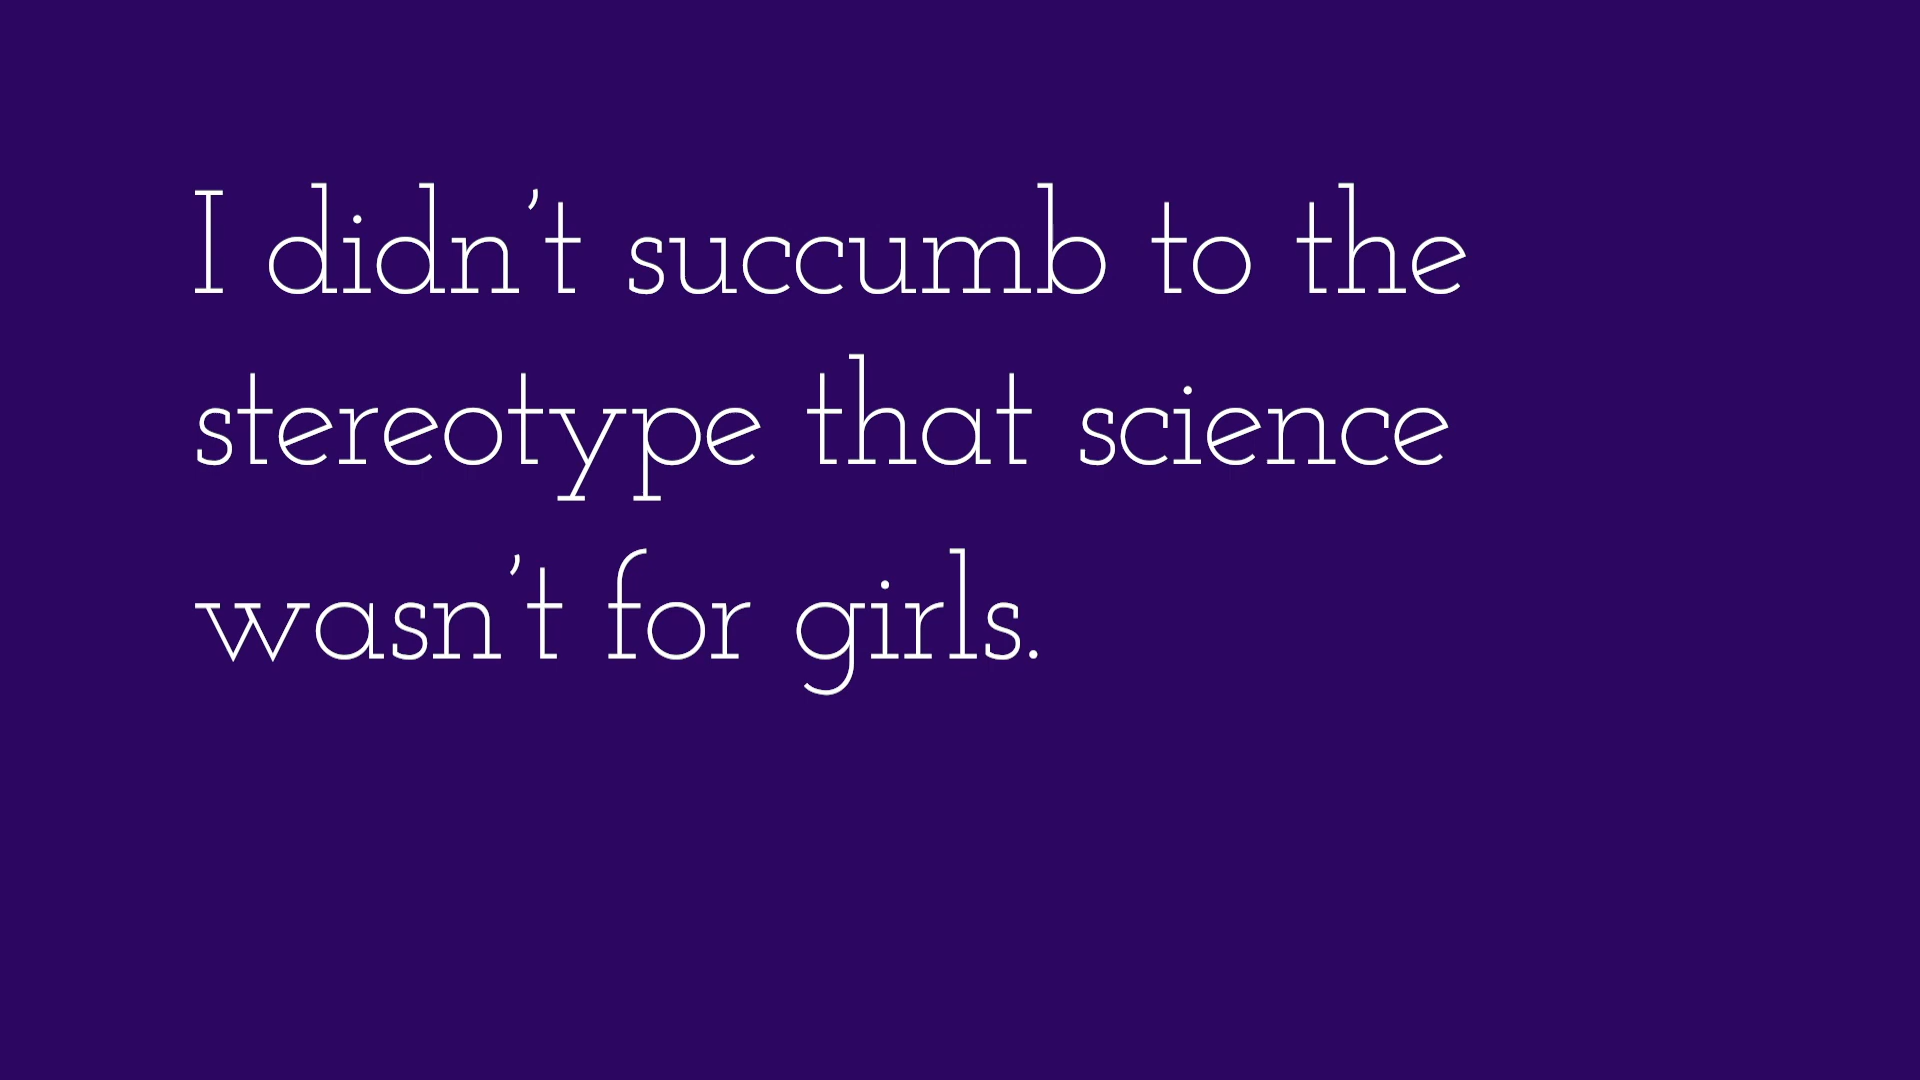 I didn’t succumb to the
stereotype that science
wasn’t for girls.